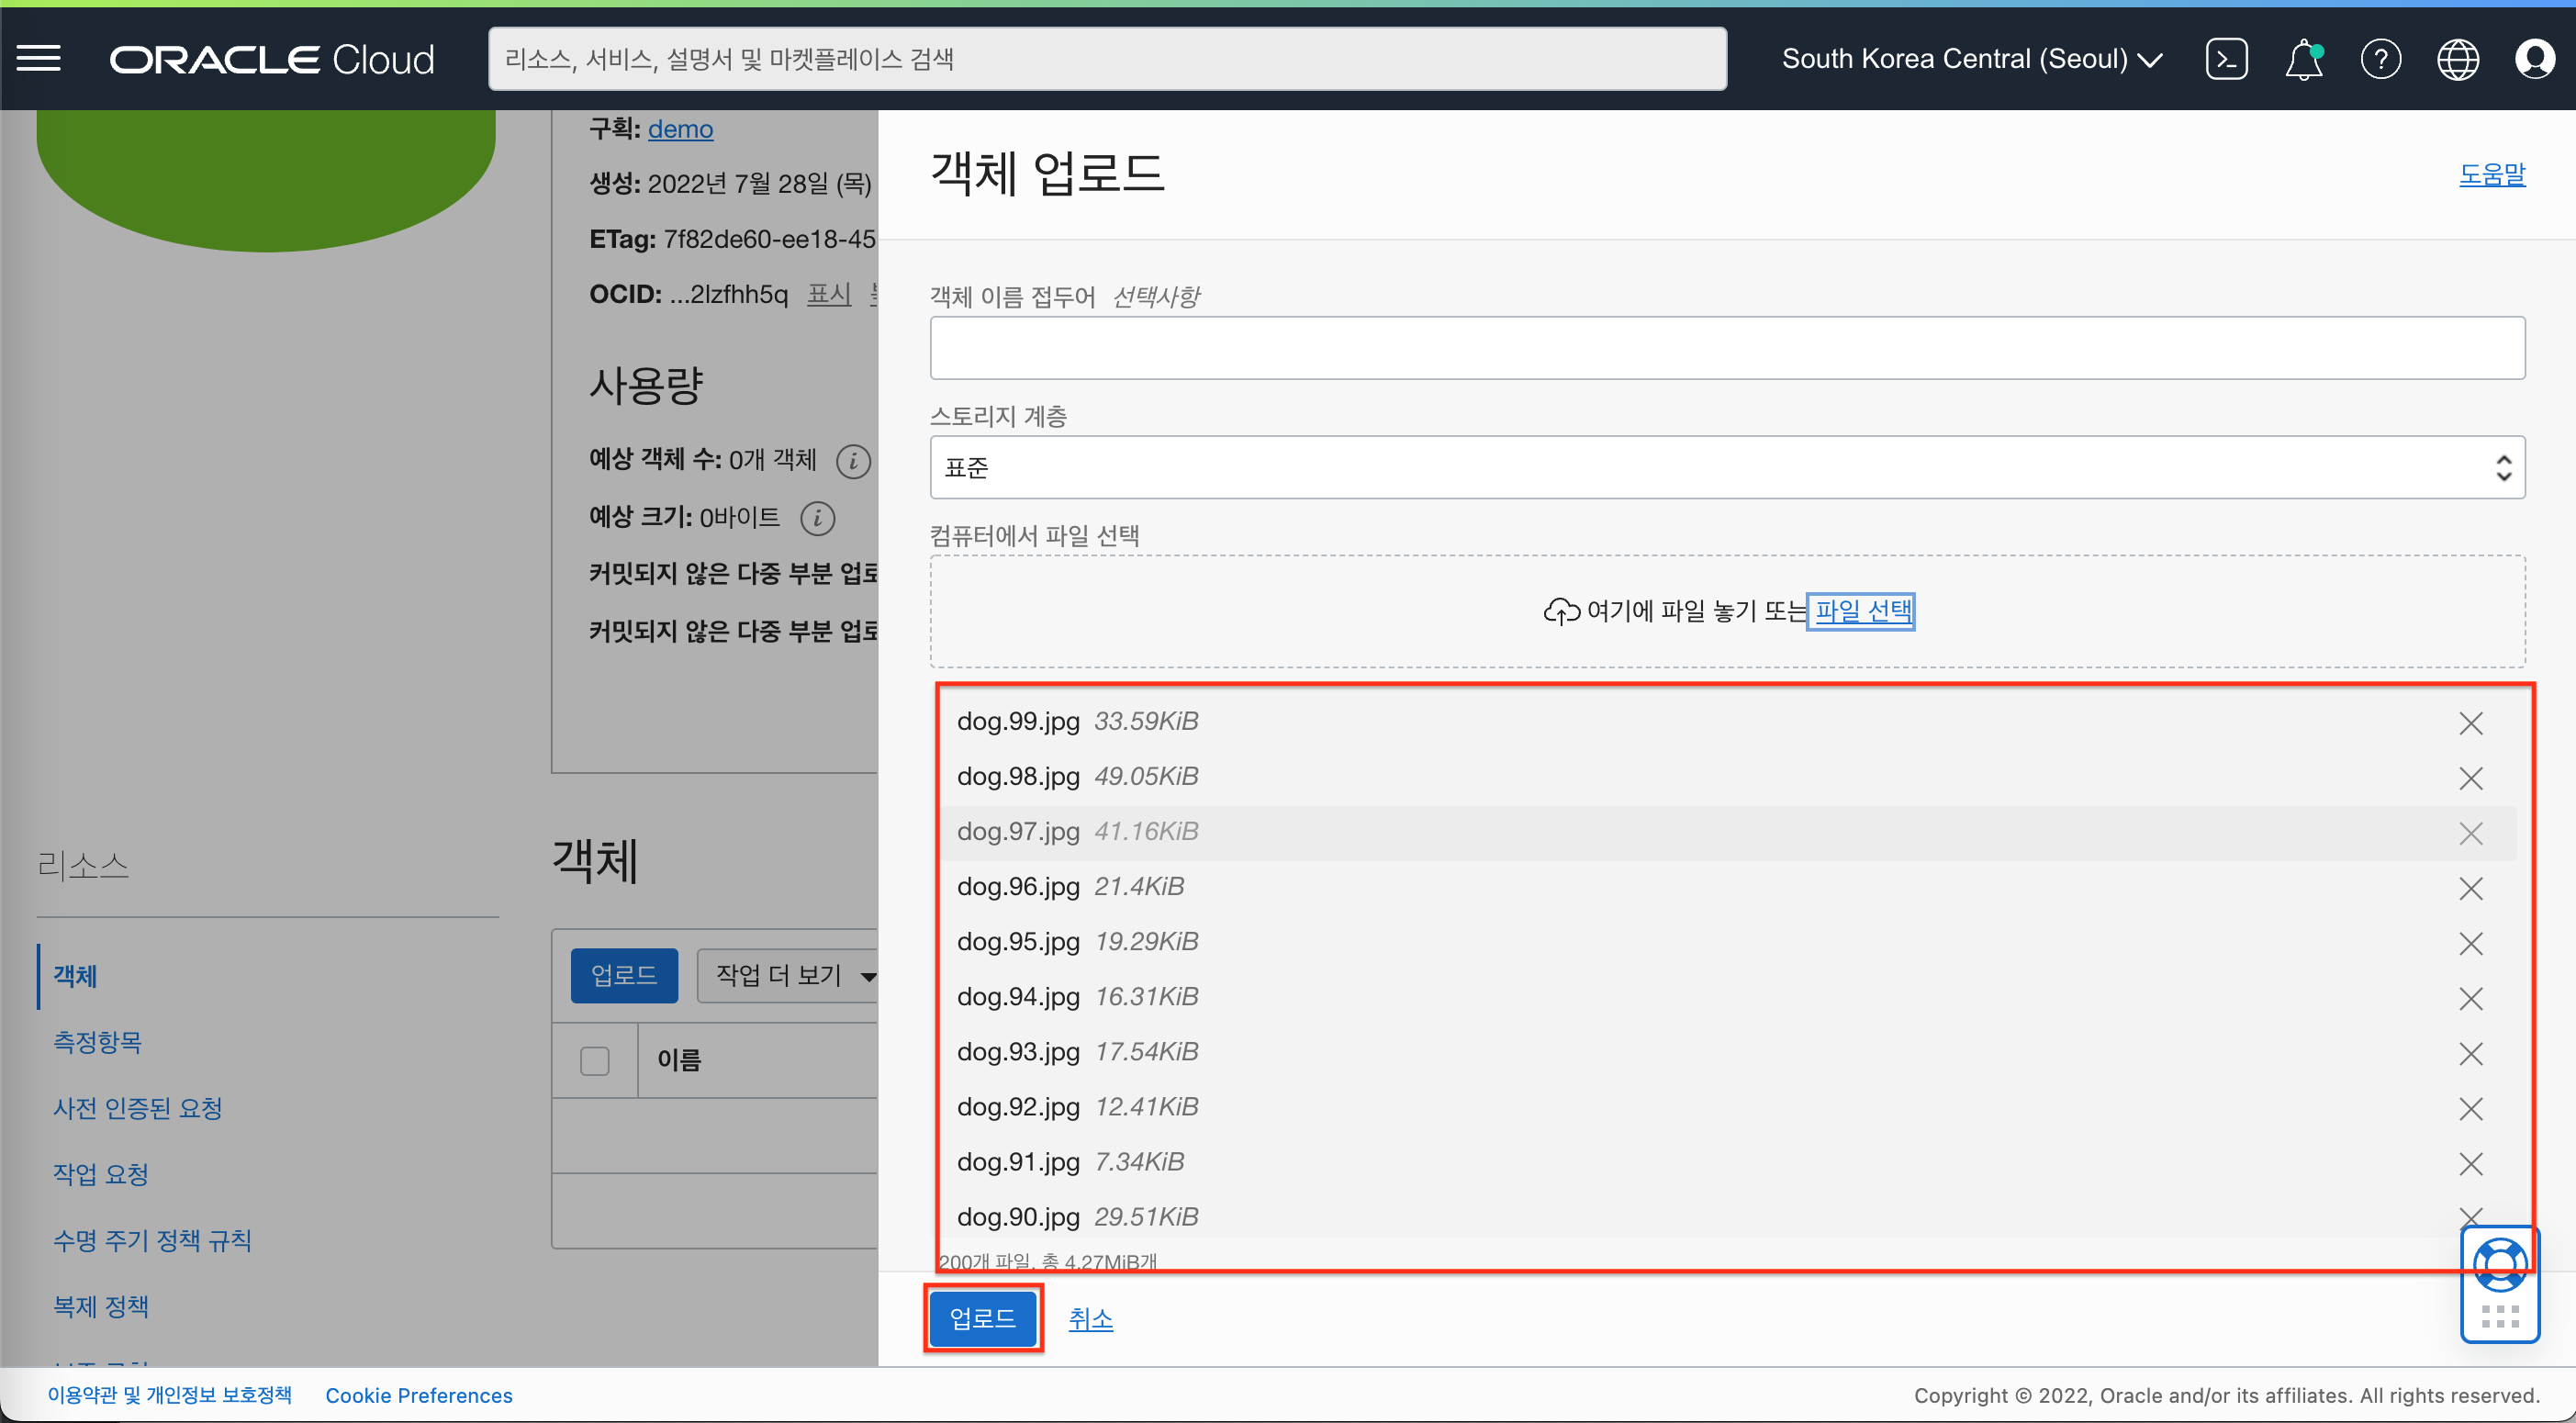 ORACLE Cloud
리소스, 서비스, 설명서 및 마켓플레이스 검색
South Korea Central (Seoul)
구획: demo
생성: 2022년 7월 28일 (목)
ETag: 7f82de60-ee18-45
OCID: ...2lzfhh5q 표시
사용량
예상 객체 수: 0개 객체
예상 크기: 0바이트
커밋되지 않은 다중 부분 업로
커밋되지 않은 다중 부분 업로
리소스
객체
측정항목
사전 인증된 요청
작업 요청
수명 주기 정책 규칙
복제 정책
객체
업로드 작업 더 보기
이름
객체 업로드
도움말
객체 이름 접두어 선택사항
스토리지 계층
표준
컴퓨터에서 파일 선택
여기에 파일 놓기 또는 파일 선택
dog.99.jpg 33.59KiB
dog.98.jpg 49.05KiB
dog.97.jpg 41.16KiB
dog.96.jpg 21.4KiB
dog.95.jpg 19.29KiB
dog.94.jpg 16.31KiB
dog.93.jpg 17.54KiB
dog.92.jpg 12.41KiB
dog.91.jpg 7.34KiB
dog.90.jpg 29.51KiB
200개 파일, 총 4.27MiB개
업로드 취소
이용약관 및 개인정보 보호정책 Cookie Preferences
Copyright © 2022, Oracle and/or its affiliates. All rights reserved.